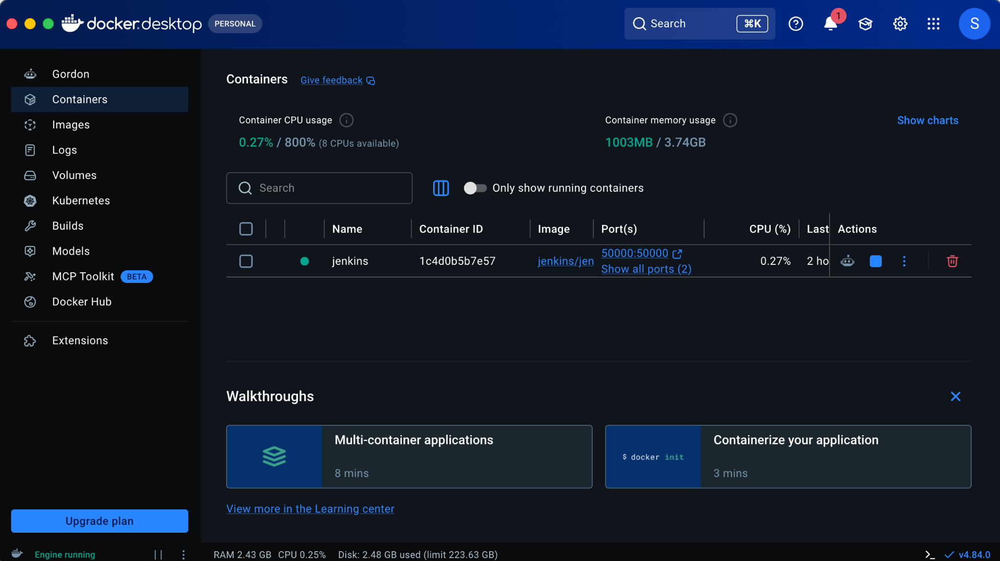 docker desktop PERSONAL
Search ⌘K
1
S
Gordon
Containers
Images
Logs
Volumes
Kubernetes
Builds
Models
MCP Toolkit BETA
Docker Hub
Extensions
Upgrade plan
Containers Give feedback
Container CPU usage
0.27% / 800% (8 CPUs available)
Container memory usage
1003MB / 3.74GB
Show charts
Search
Only show running containers
Name Container ID Image Port(s) CPU (%) Last Actions
jenkins 1c4d0b5b7e57 jenkins/jen 50000:50000 0.27% 2 ho
Show all ports (2)
Walkthroughs
$ docker init
Multi-container applications
8 mins
Containerize your application
3 mins
View more in the Learning center
Engine running
RAM 2.43 GB CPU 0.25% Disk: 2.48 GB used (limit 223.63 GB)
v4.84.0